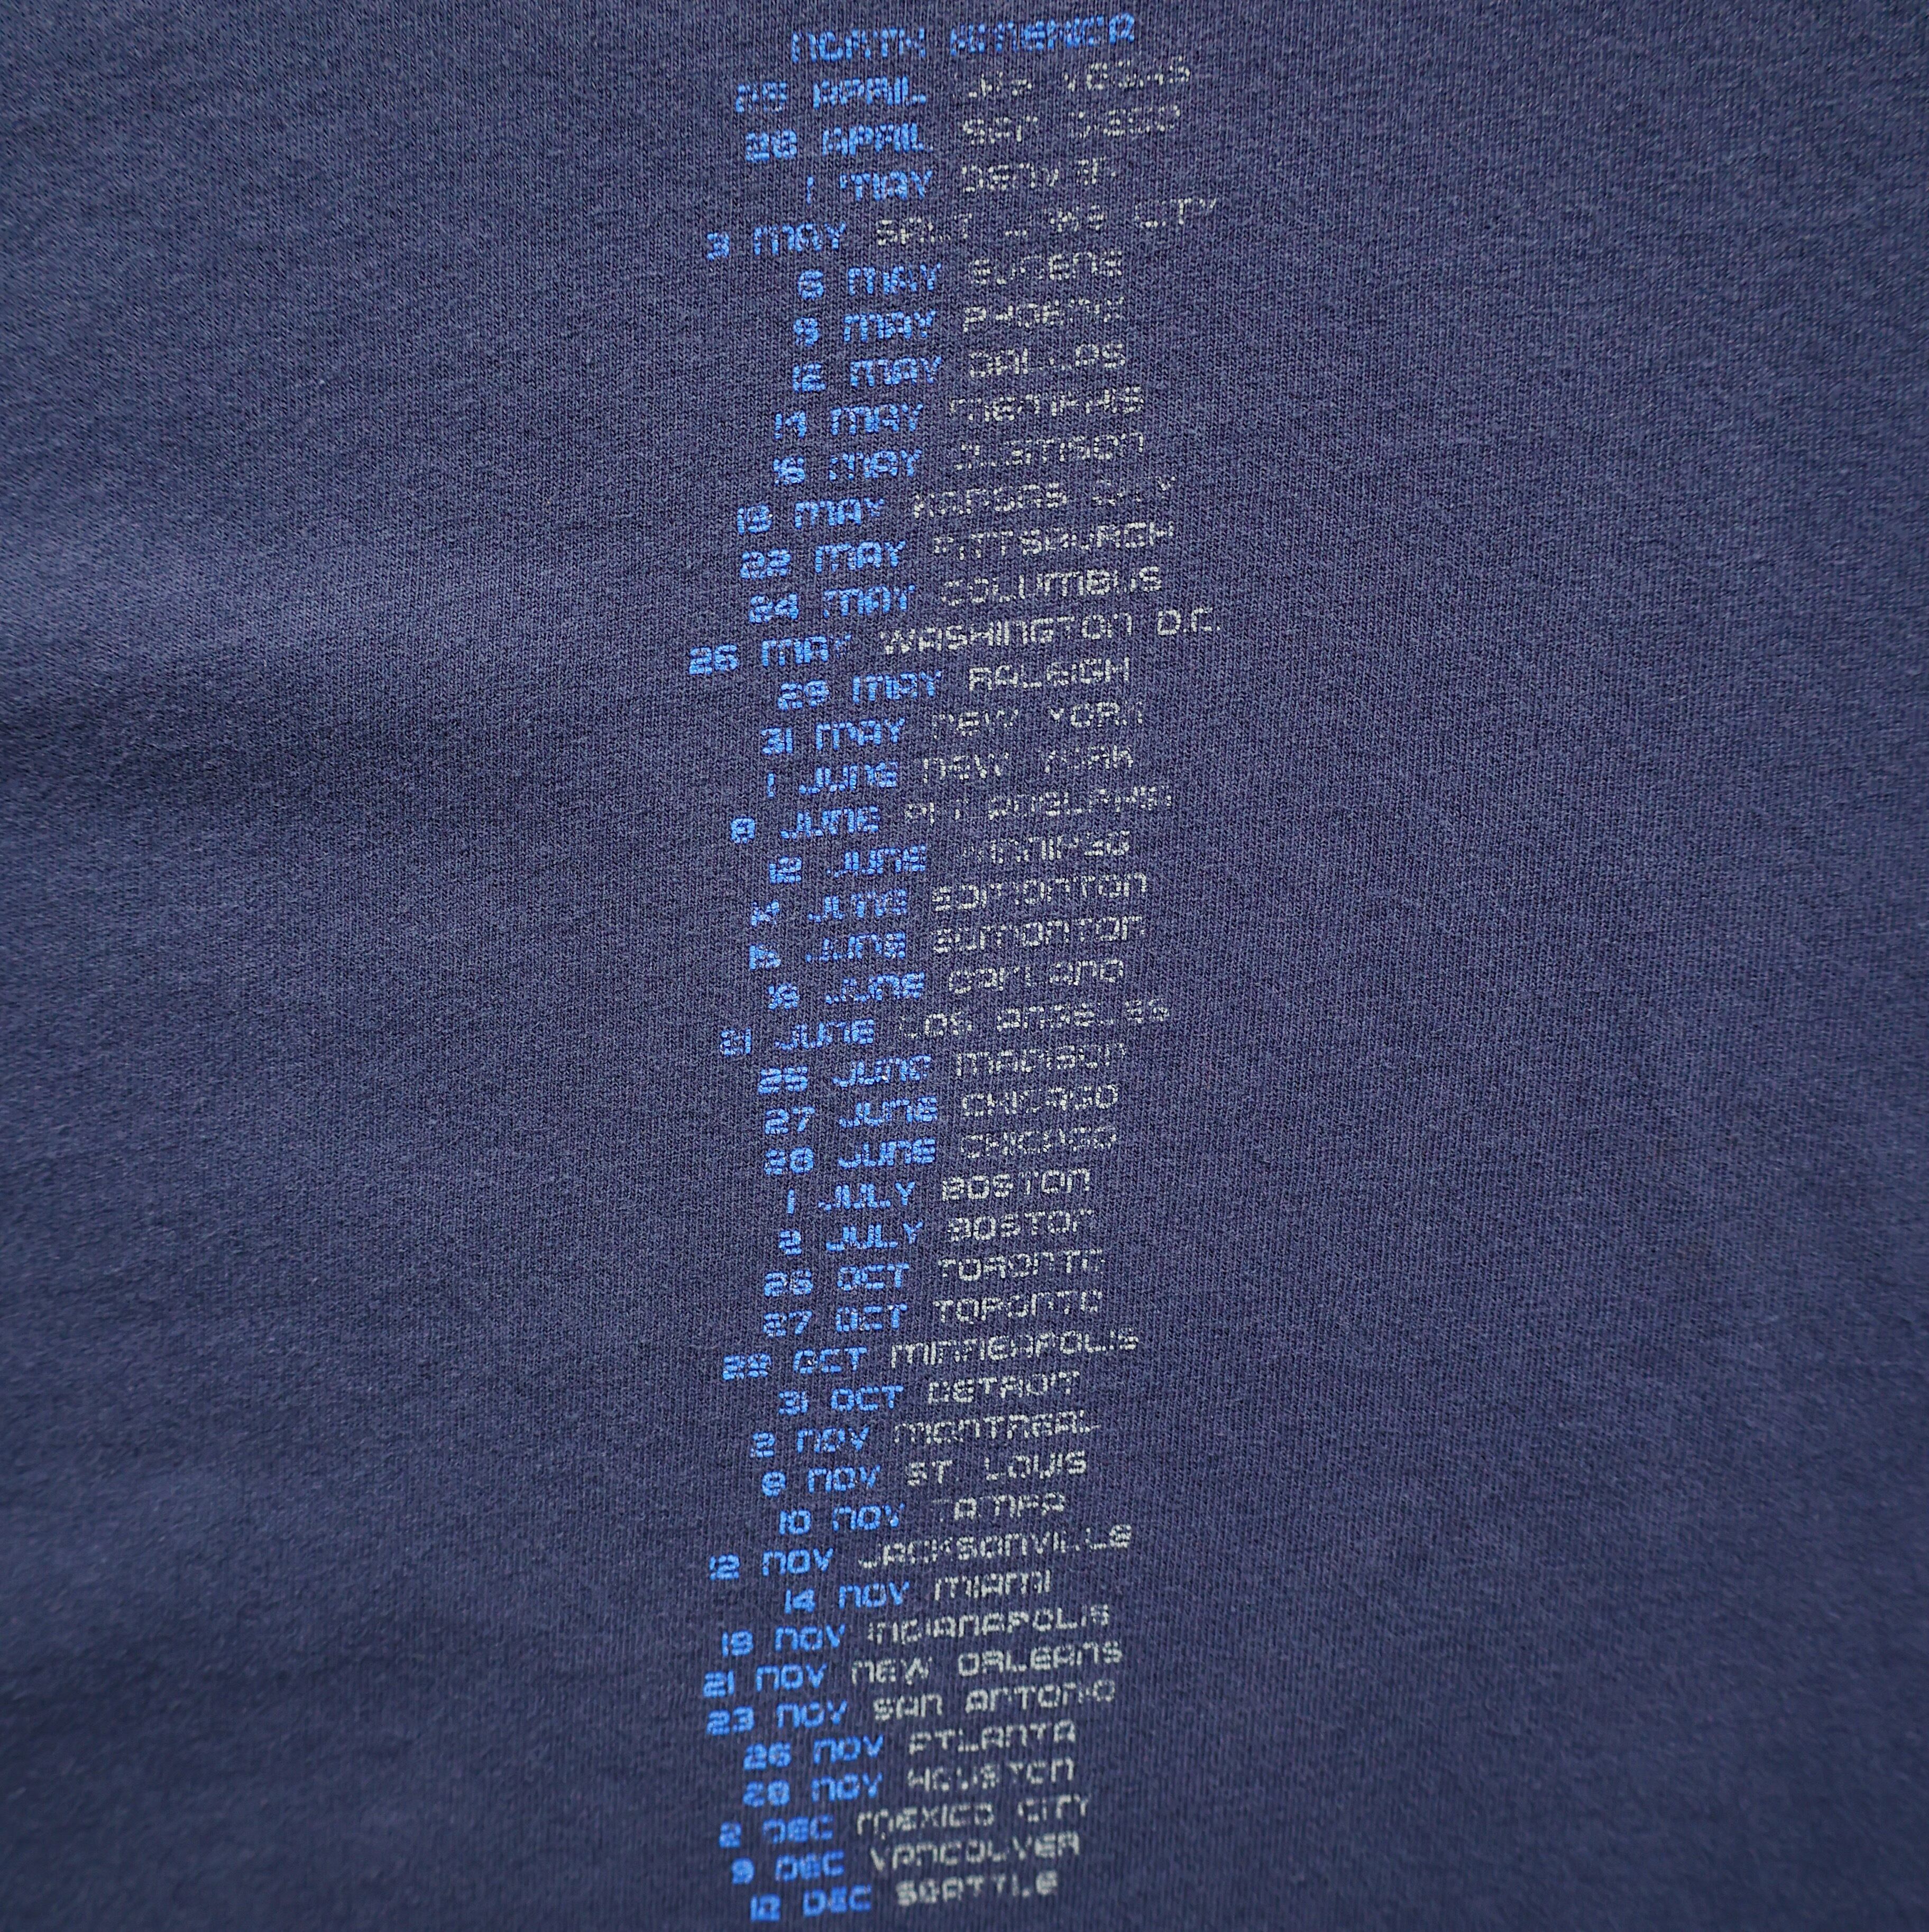 NORTH AMERICA
25 APRIL LAS VEGAS
28 APRIL SAN DIEGO
1 MAY DENVER
3 MAY SALT LAKE CITY
6 MAY EUGENE
9 MAY PHOENIX
12 MAY DALLAS
14 MAY MEMPHIS
16 MAY CLEMSON
19 MAY KANSAS CITY
22 MAY PITTSBURGH
24 MAY COLUMBUS
26 MAY WASHINGTON D.C.
29 MAY RALEIGH
31 MAY NEW YORK
1 JUNE NEW YORK
8 JUNE PHILADELPHIA
12 JUNE WINNIPEG
14 JUNE EDMONTON
15 JUNE EDMONTON
18 JUNE OAKLAND
21 JUNE LOS ANGELES
25 JUNE MADISON
27 JUNE CHICAGO
28 JUNE CHICAGO
1 JULY BOSTON
2 JULY BOSTON
26 OCT TORONTO
27 OCT TORONTO
29 OCT MINNEAPOLIS
31 OCT DETROIT
2 NOV MONTREAL
8 NOV ST. LOUIS
10 NOV TAMPA
12 NOV JACKSONVILLE
14 NOV MIAMI
19 NOV INDIANAPOLIS
21 NOV NEW ORLEANS
23 NOV SAN ANTONIO
26 NOV ATLANTA
28 NOV HOUSTON
2 DEC MEXICO CITY
9 DEC VANCOUVER
12 DEC SEATTLE